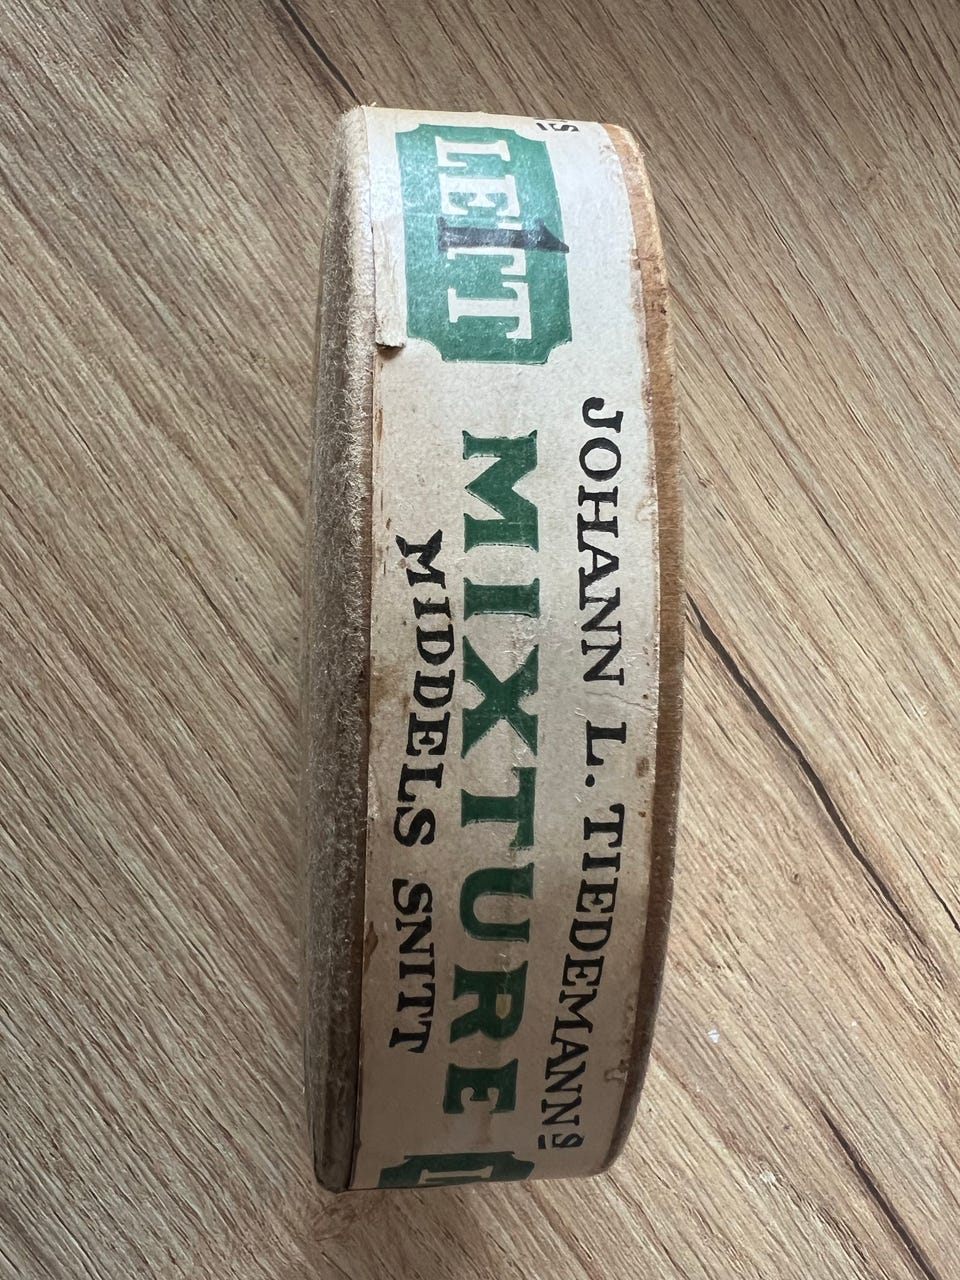 JOHANN L. TIEDEMANNS
LETT MIXTURE
MIDDELS SNITT